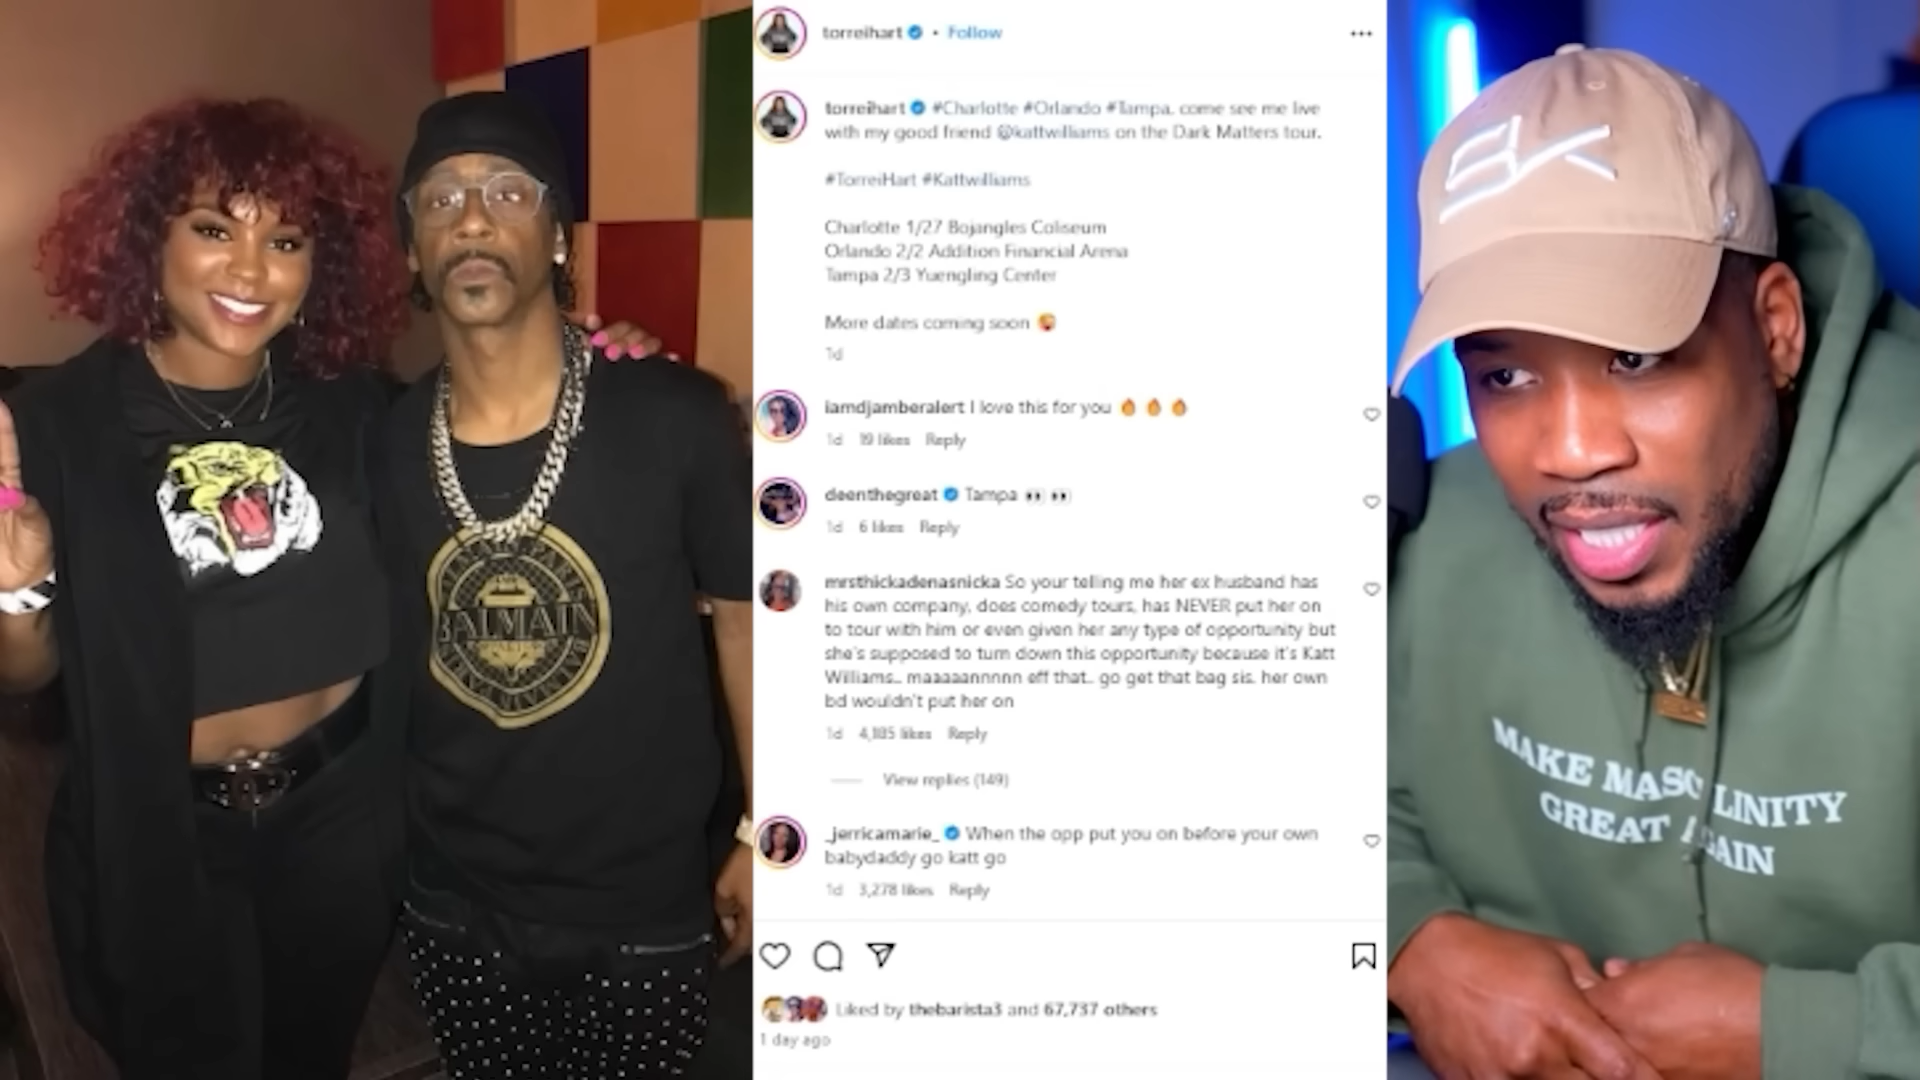 torreihart • Follow
torreihart #Charlotte #Orlando #Tampa. come see me live
with my good friend @kattwilliams on the Dark Matters tour.
#TorreiHart #Kattwilliams
Charlotte 1/27 Bojangles Coliseum
Orlando 2/2 Addition Financial Arena
Tampa 2/3 Yuengling Center
More dates coming soon
1d
iamdjamberalert I love this for you 🔥 🔥 🔥
1d 19 likes Reply
deenthegreat Tampa 👀 👀
1d 6 likes Reply
mrsthickadenasnicka So your telling me her ex husband has
his own company, does comedy tours, has NEVER put her on
to tour with him or even given her any type of opportunity but
she's supposed to turn down this opportunity because it's Katt
Williams.. maaaaannnnn eff that.. go get that bag sis. her own
bd wouldn't put her on
1d 4,185 likes Reply
View replies (149)
_jerricamarie_ When the opp put you on before your own
babydaddy go katt go
1d 3,278 likes Reply
Liked by thebarista3 and 67,737 others
1 day ago
BALMAIN
MAKE MASCULINITY
GREAT AGAIN